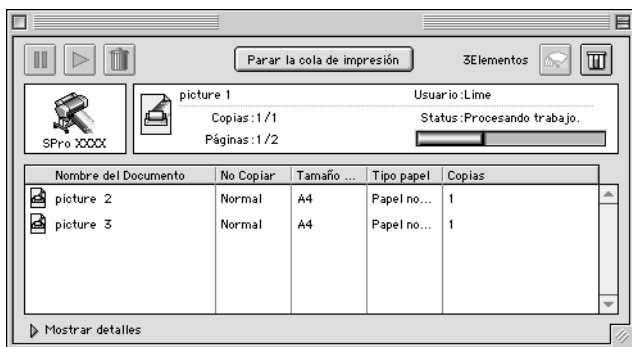 Parar la cola de impresión 3Elementos
picture 1 Usuario:Lime
Copias:1/1 Status:Procesando trabajo.
SPro XXXX Páginas:1/2
Nombre del Documento No Copiar Tamaño ... Tipo papel Copias
picture 2 Normal A4 Papel no... 1
picture 3 Normal A4 Papel no... 1
Mostrar detalles